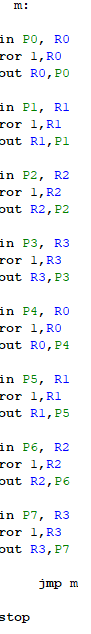 m:
in P0, R0
ror 1,R0
out R0,P0
in P1, R1
ror 1,R1
out R1,P1
in P2, R2
ror 1,R2
out R2,P2
in P3, R3
ror 1,R3
out R3,P3
in P4, R0
ror 1,R0
out R0,P4
in P5, R1
ror 1,R1
out R1,P5
in P6, R2
ror 1,R2
out R2,P6
in P7, R3
ror 1,R3
out R3,P7
jmp m
stop